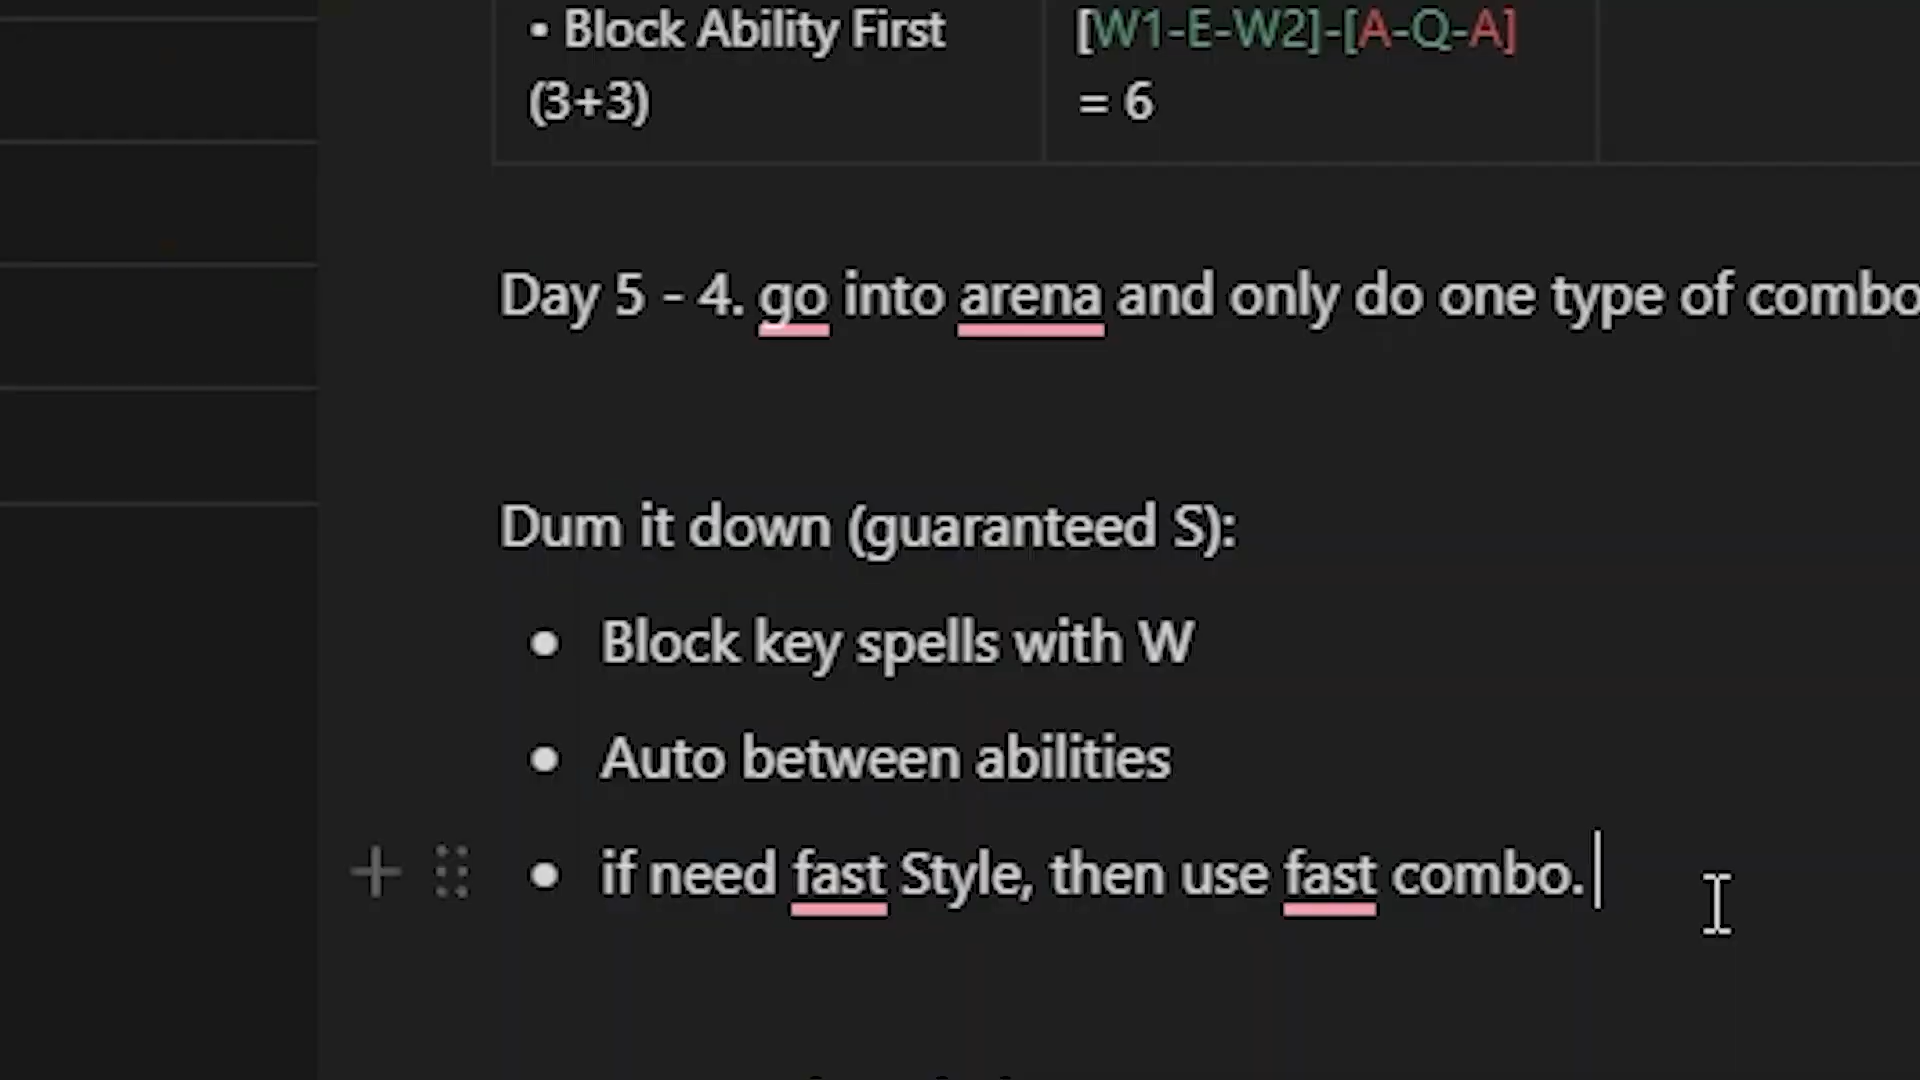 • Block Ability First [W1-E-W2]-[A-Q-A]
(3+3) = 6
Day 5 - 4. go into arena and only do one type of combo
Dum it down (guaranteed S):
• Block key spells with W
• Auto between abilities
• if need fast Style, then use fast combo.